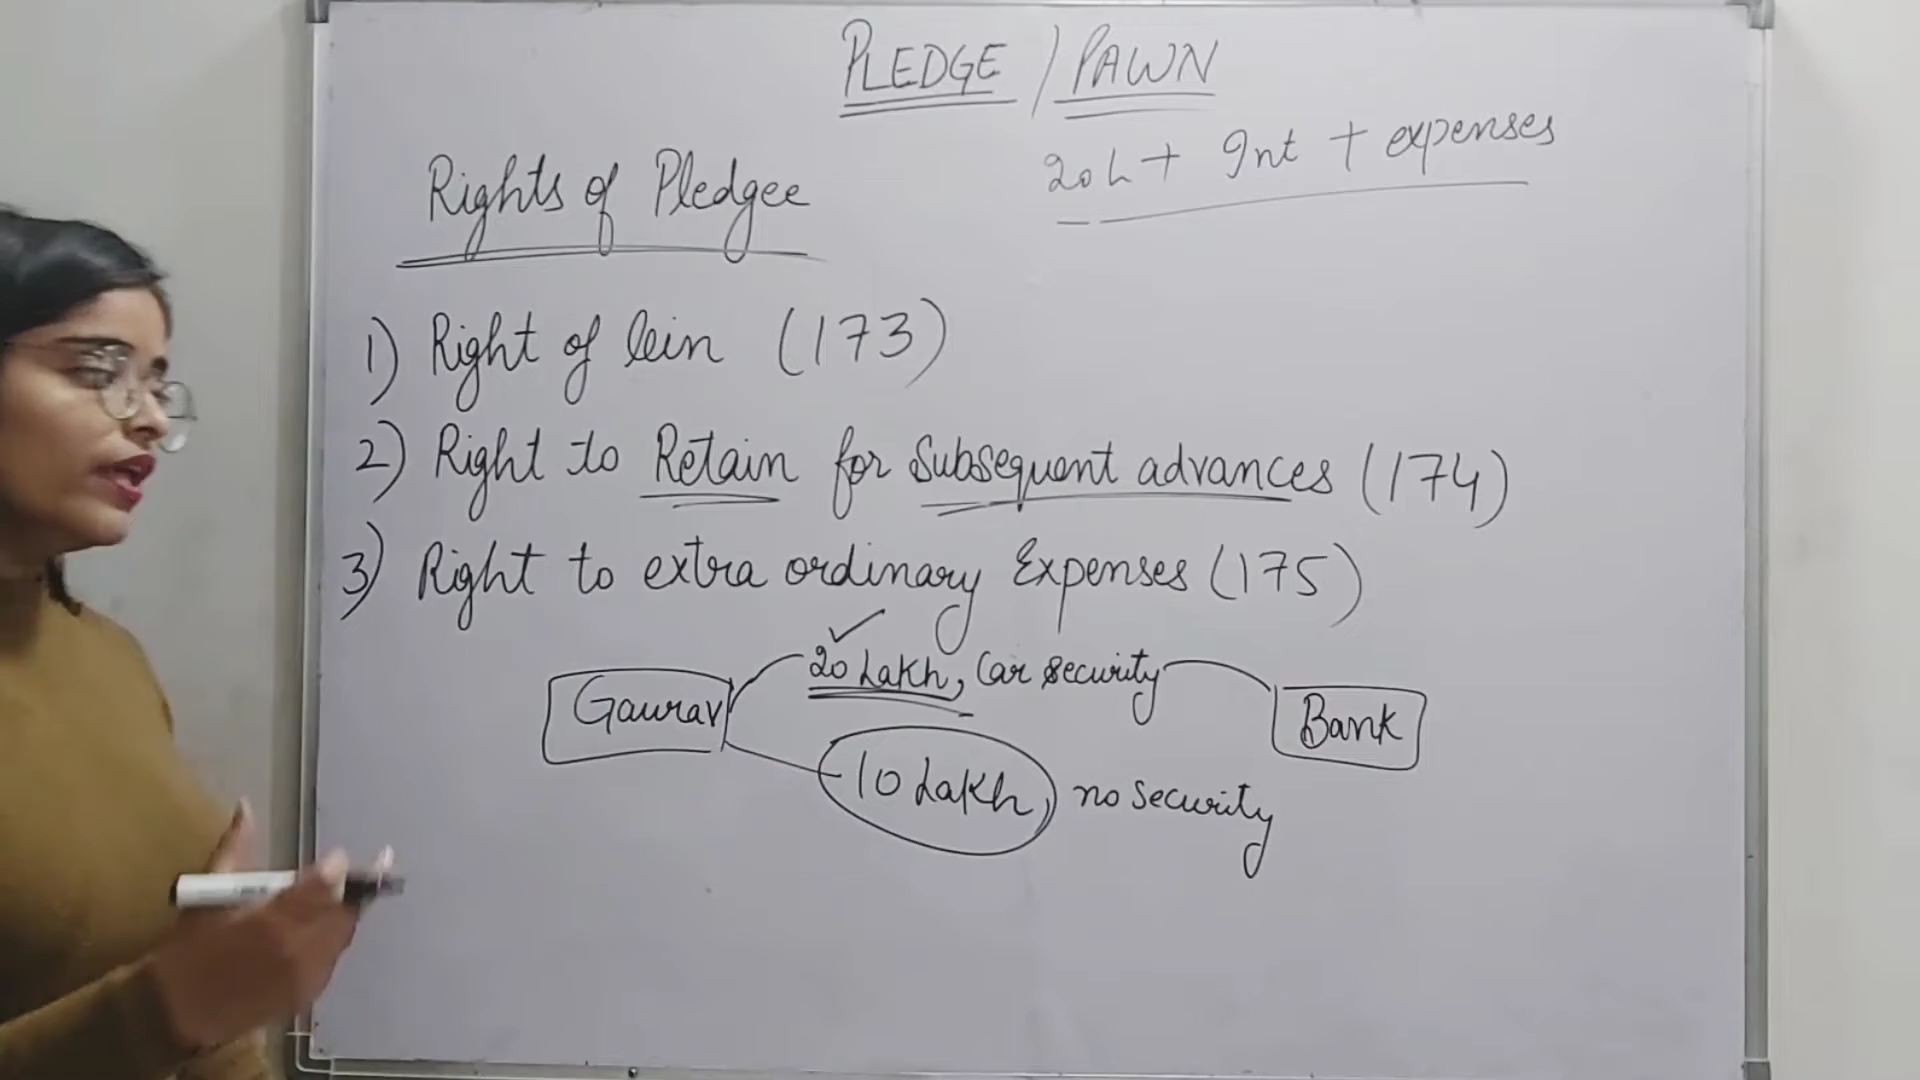 PLEDGE / PAWN
20L + Int + expenses
Rights of Pledgee
1) Right of lein (173)
2) Right to Retain for Subsequent advances (174)
3) Right to extra ordinary Expenses (175)
Gaurav 20 Lakh, Car security Bank
10 Lakh, no security